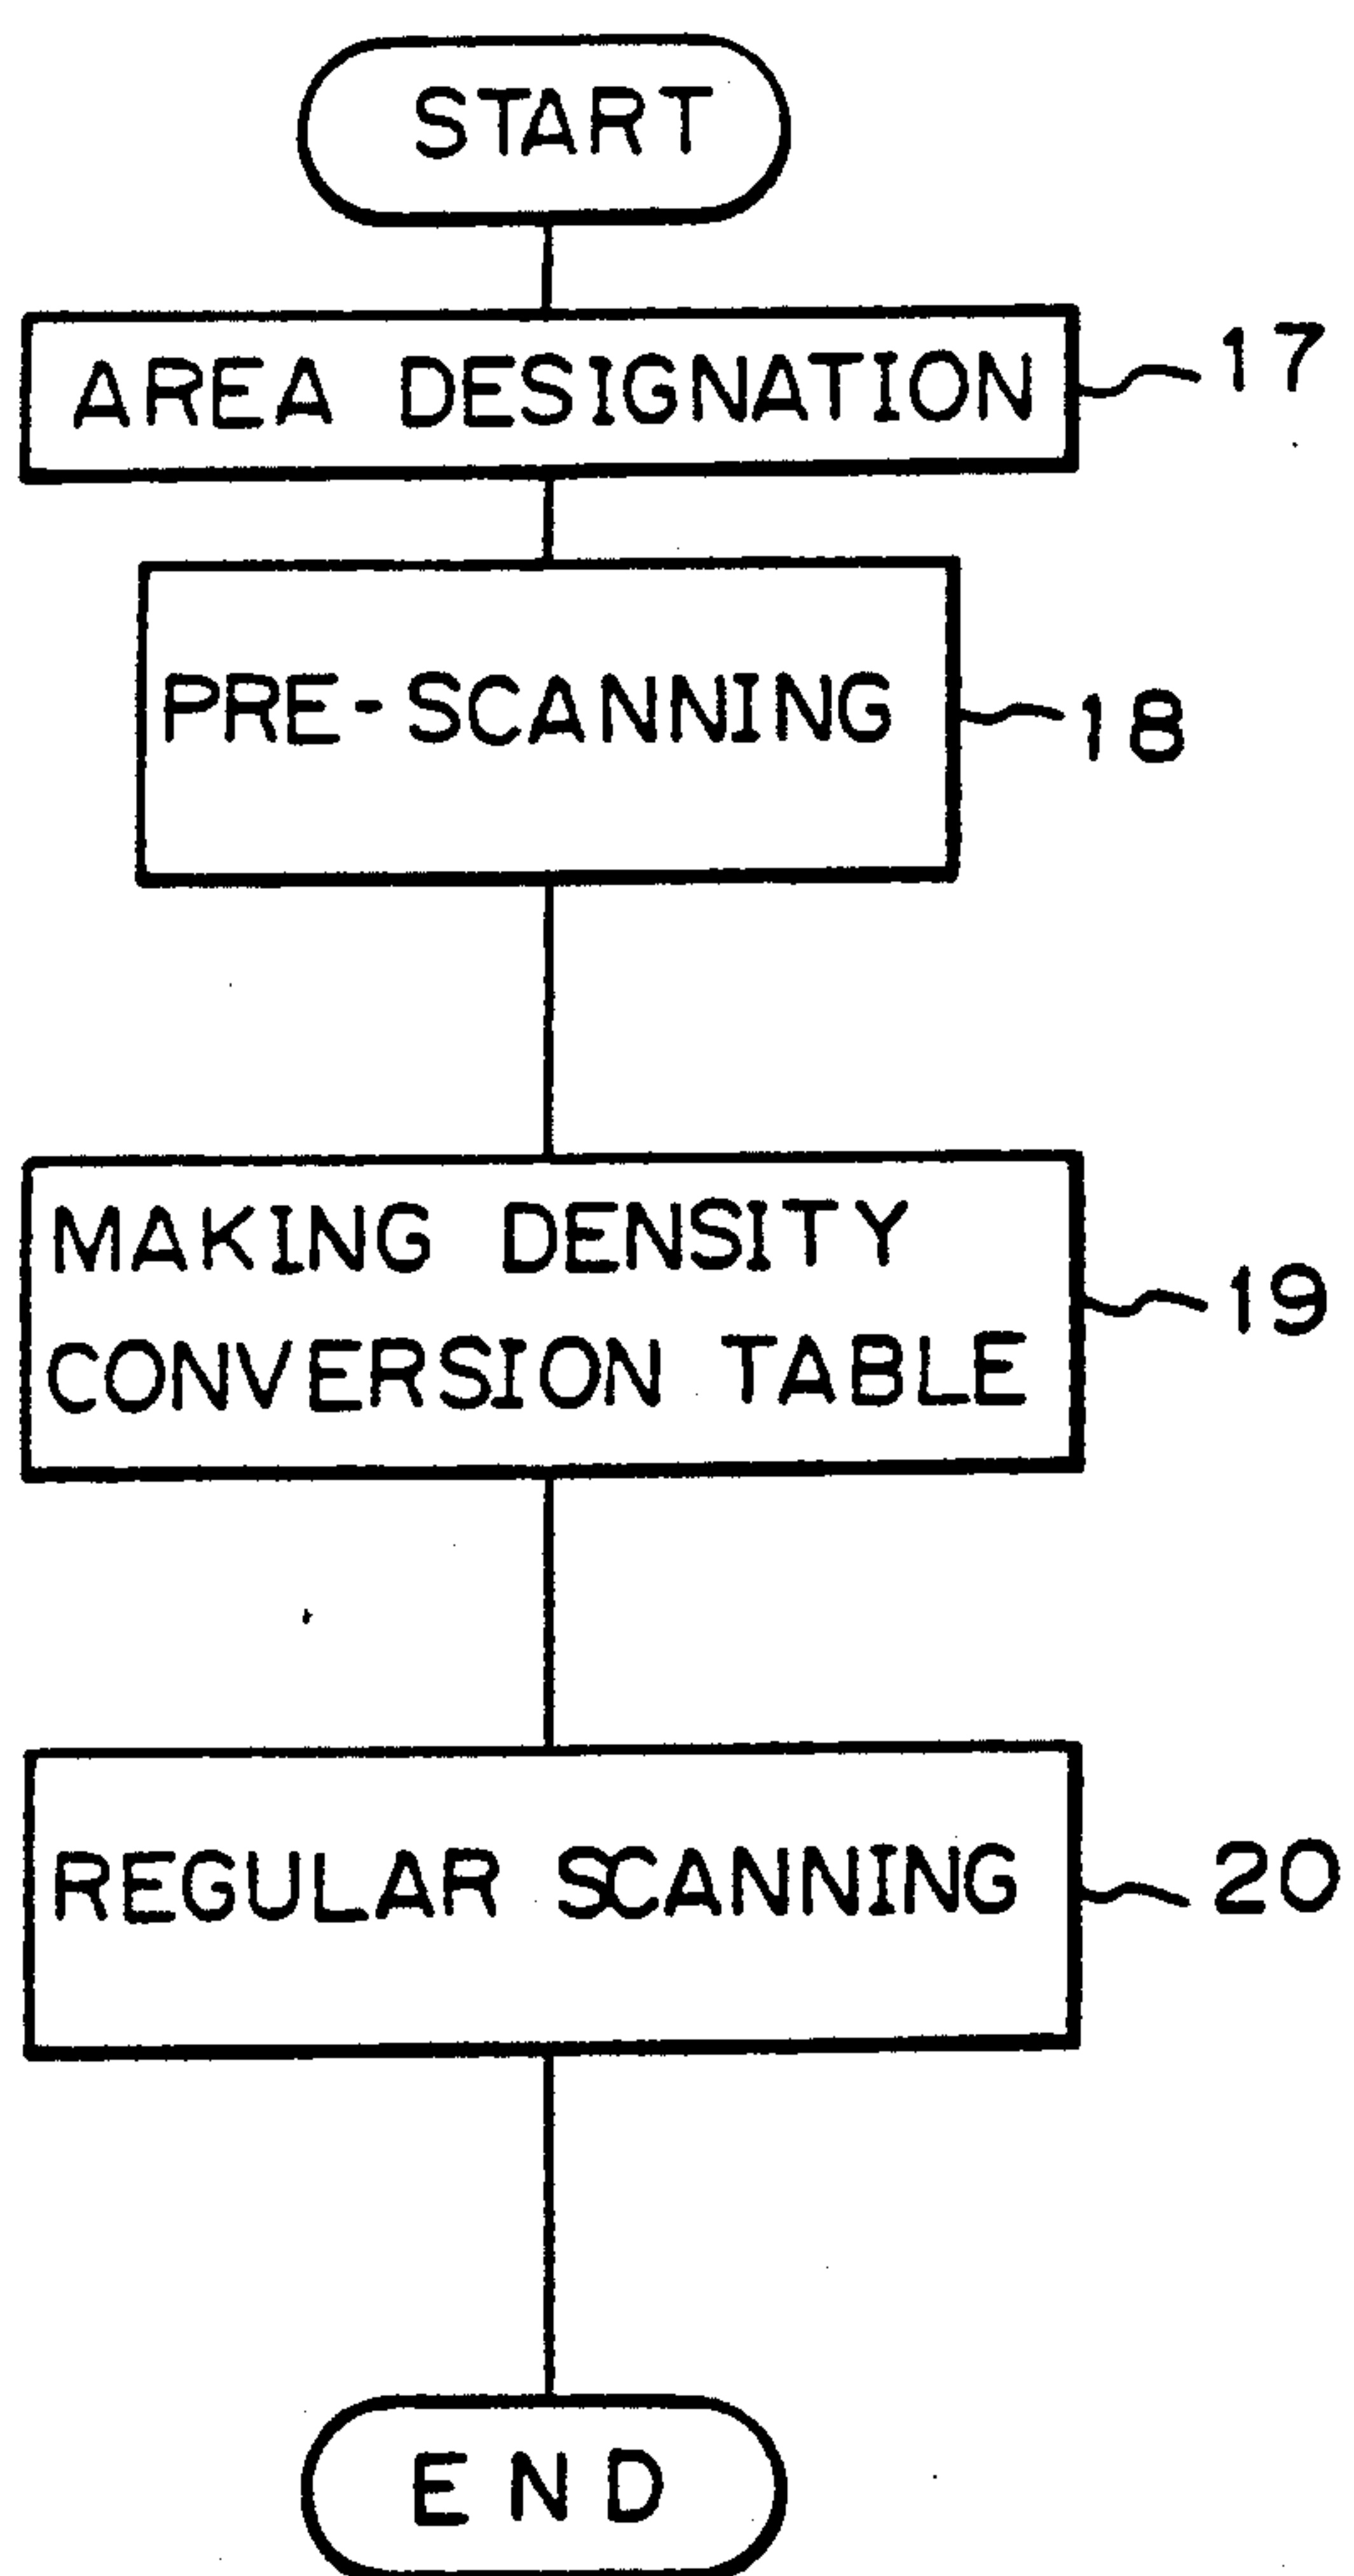 START
AREA DESIGNATION 17
PRE-SCANNING 18
MAKING DENSITY
CONVERSION TABLE
19
REGULAR SCANNING 20
END